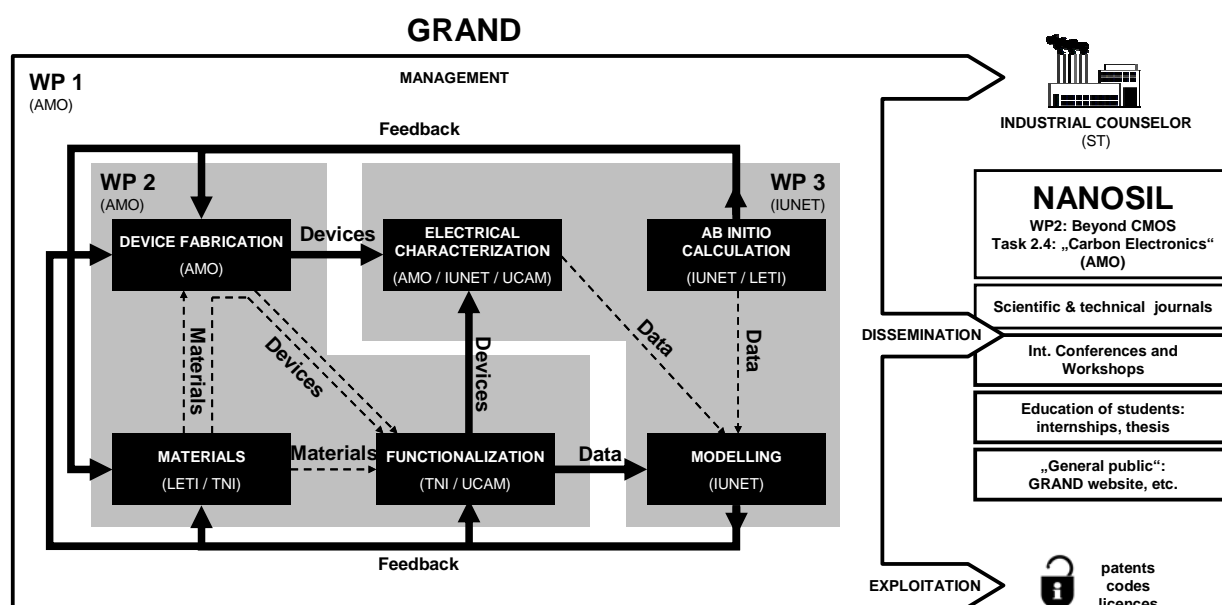 GRAND
WP 1
(AMO)
MANAGEMENT
INDUSTRIAL COUNSELOR
(ST)
Feedback
WP 2
(AMO)
WP 3
(IUNET)
DEVICE FABRICATION
(AMO)
Devices
ELECTRICAL
CHARACTERIZATION
(AMO / IUNET / UCAM)
AB INITIO
CALCULATION
(IUNET / LETI)
NANOSIL
WP2: Beyond CMOS
Task 2.4: „Carbon Electronics“
(AMO)
Scientific & technical journals
DISSEMINATION
Int. Conferences and
Workshops
Education of students:
internships, thesis
„General public“:
GRAND website, etc.
Materials
Devices
Devices
Data
Data
MATERIALS
(LETI / TNI)
Materials
FUNCTIONALIZATION
(TNI / UCAM)
Data
MODELLING
(IUNET)
Feedback
EXPLOITATION
patents
codes
licences